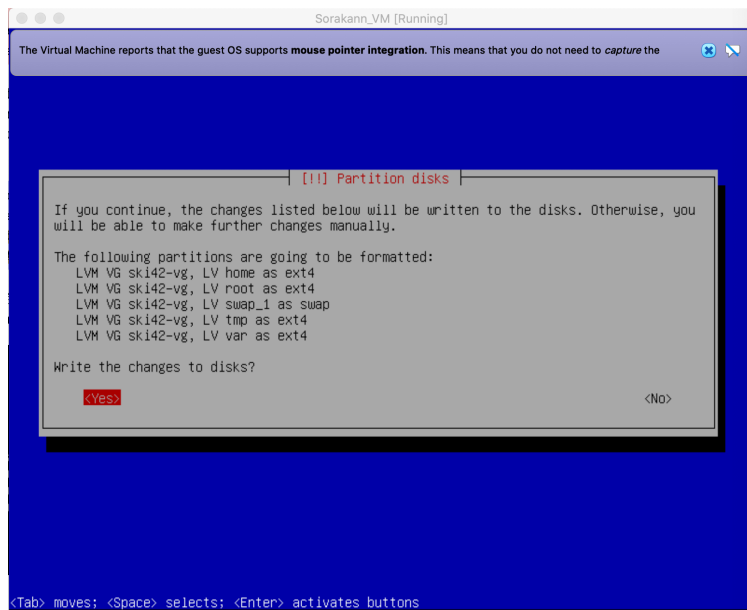 Sorakann_VM [Running]
The Virtual Machine reports that the guest OS supports mouse pointer integration. This means that you do not need to capture the
[!!] Partition disks
If you continue, the changes listed below will be written to the disks. Otherwise, you
will be able to make further changes manually.
The following partitions are going to be formatted:
LVM VG ski42-vg, LV home as ext4
LVM VG ski42-vg, LV root as ext4
LVM VG ski42-vg, LV swap_1 as swap
LVM VG ski42-vg, LV tmp as ext4
LVM VG ski42-vg, LV var as ext4
Write the changes to disks?
<Yes> <No>
<Tab> moves; <Space> selects; <Enter> activates buttons